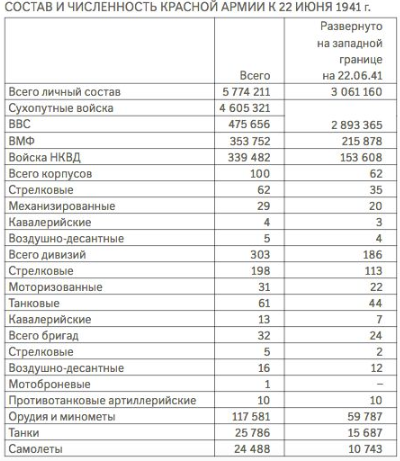 СОСТАВ И ЧИСЛЕННОСТЬ КРАСНОЙ АРМИИ К 22 ИЮНЯ 1941 г.
Всего Развернуто на западной границе на 22.06.41
Всего личный состав 5 774 211 3 061 160
Сухопутные войска 4 605 321
ВВС 475 656 2 893 365
ВМФ 353 752 215 878
Войска НКВД 339 482 153 608
Всего корпусов 100 62
Стрелковые 62 35
Механизированные 29 20
Кавалерийские 4 3
Воздушно-десантные 5 4
Всего дивизий 303 186
Стрелковые 198 113
Моторизованные 31 22
Танковые 61 44
Кавалерийские 13 7
Всего бригад 32 24
Стрелковые 5 2
Воздушно-десантные 16 12
Мотоброневые 1 –
Противотанковые артиллерийские 10 10
Орудия и минометы 117 581 59 787
Танки 25 786 15 687
Самолеты 24 488 10 743